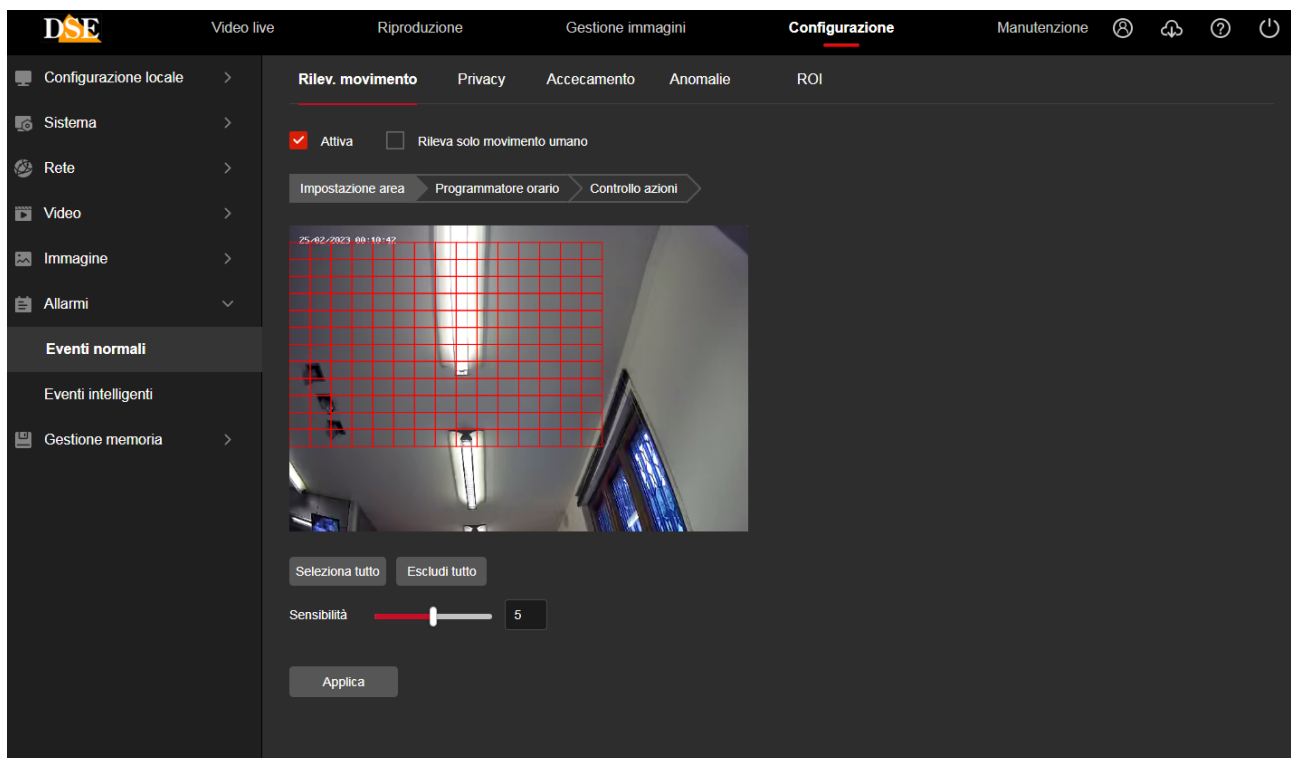 DSE Video live Riproduzione Gestione immagini Configurazione Manutenzione
Configurazione locale
Sistema
Rete
Video
Immagine
Allarmi
Eventi normali
Eventi intelligenti
Gestione memoria
Rilev. movimento Privacy Accecamento Anomalie ROI
Attiva Rileva solo movimento umano
Impostazione area Programmatore orario Controllo azioni
25/02/2023 00:10:42
Seleziona tutto Escludi tutto
Sensibilità 5
Applica